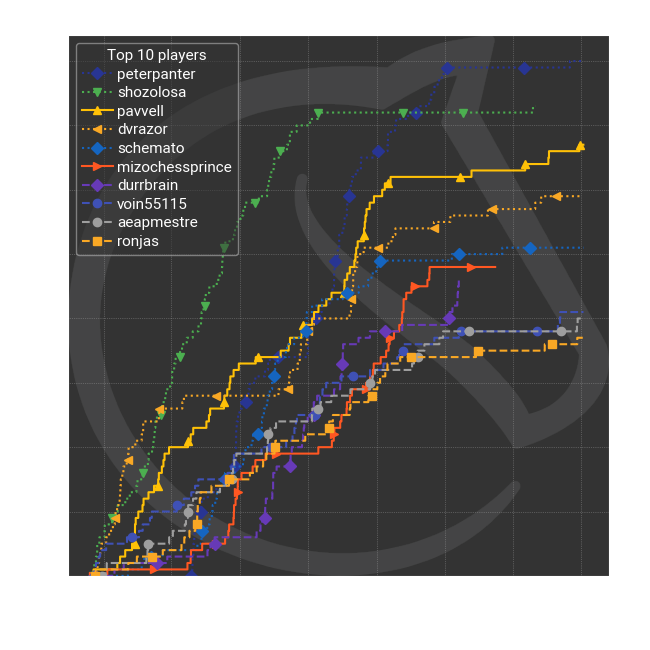 Top 10 players
peterpanter
shozolosa
pavvell
dvrazor
schemato
mizochessprince
durrbrain
voin55115
aeapmestre
ronjas